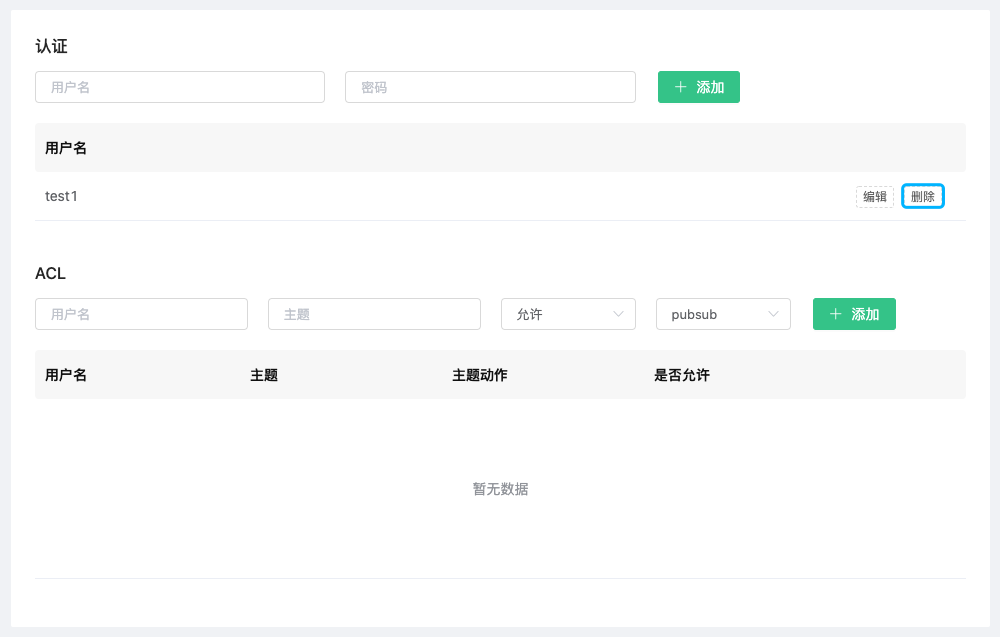 认证
用户名 密码 添加
用户名
test1 编辑 删除
ACL
用户名 主题 允许 pubsub 添加
用户名 主题 主题动作 是否允许
暂无数据